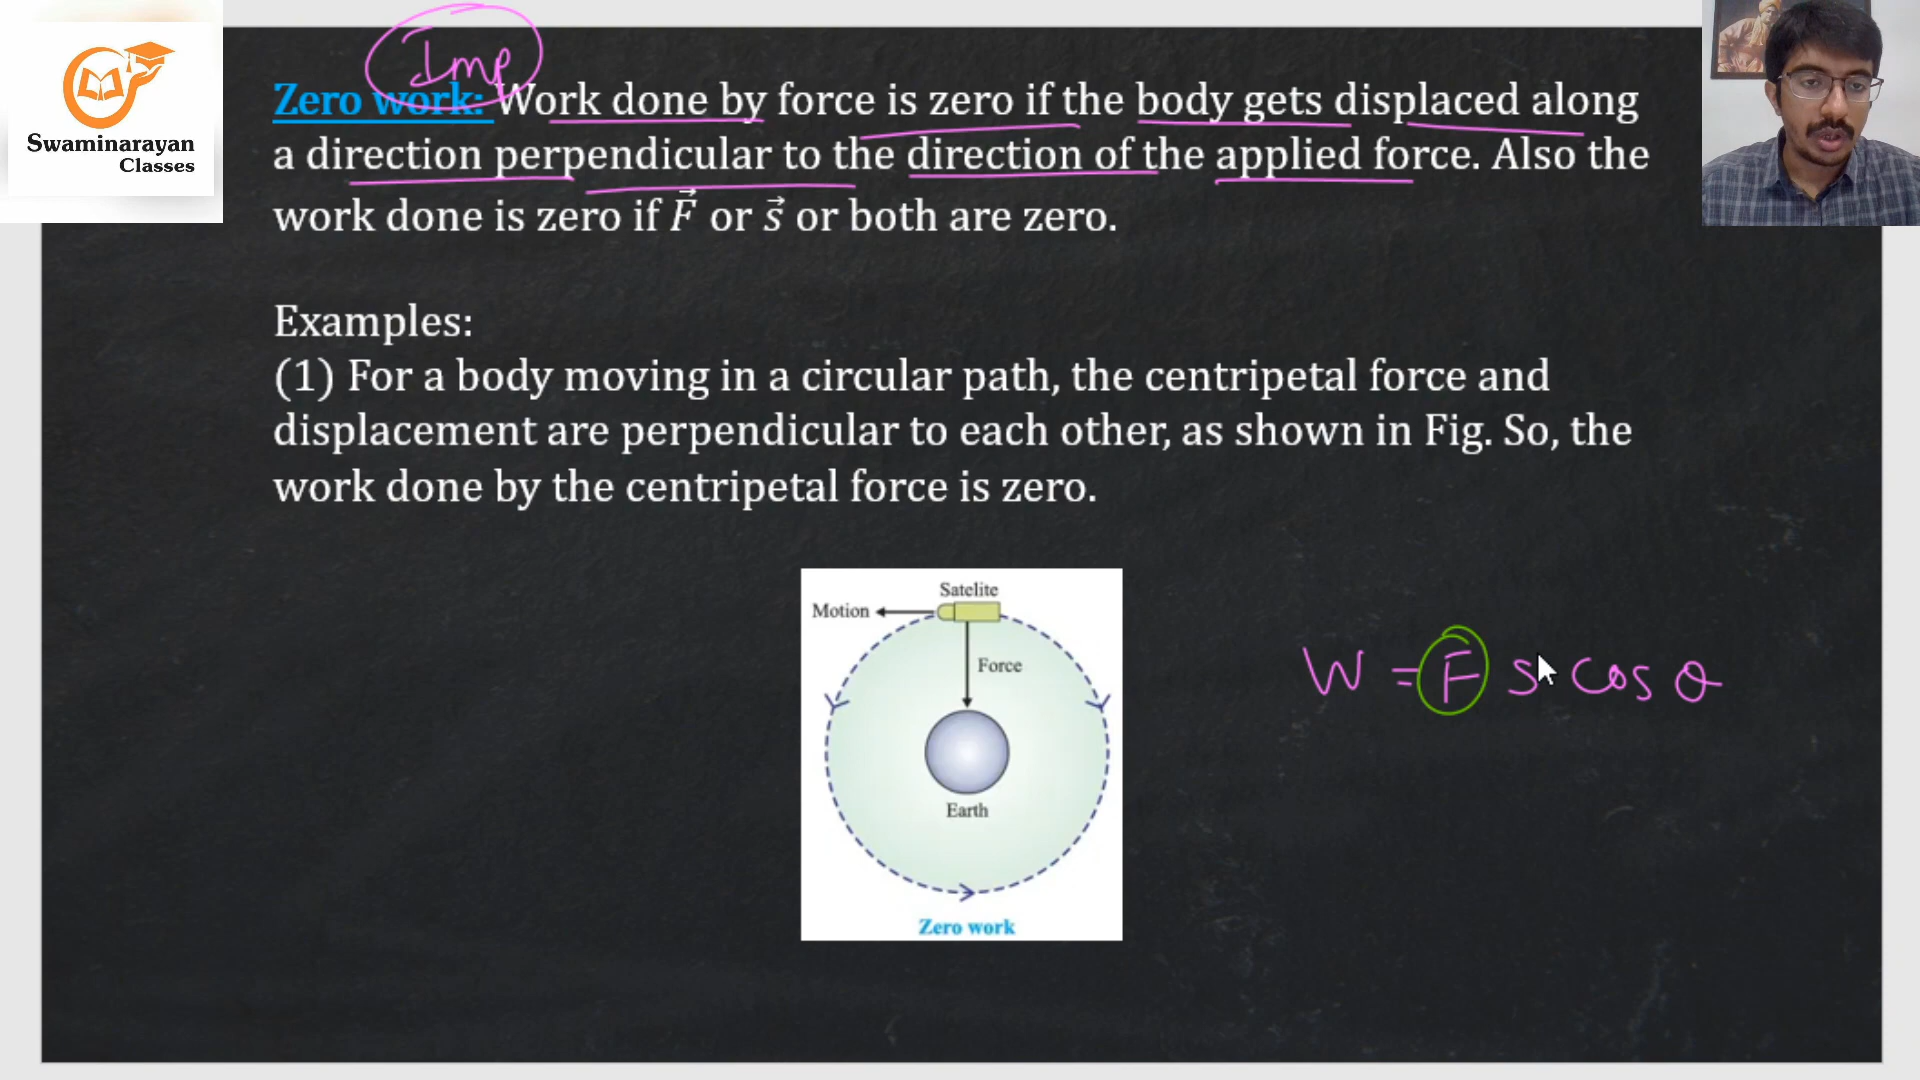 Swaminarayan
Classes
Imp
Zero work: Work done by force is zero if the body gets displaced along
a direction perpendicular to the direction of the applied force. Also the
work done is zero if F⃗ or s⃗ or both are zero.
Examples:
(1) For a body moving in a circular path, the centripetal force and
displacement are perpendicular to each other, as shown in Fig. So, the
work done by the centripetal force is zero.
Satelite
Motion
Force
Earth
Zero work
W = F s cos θ